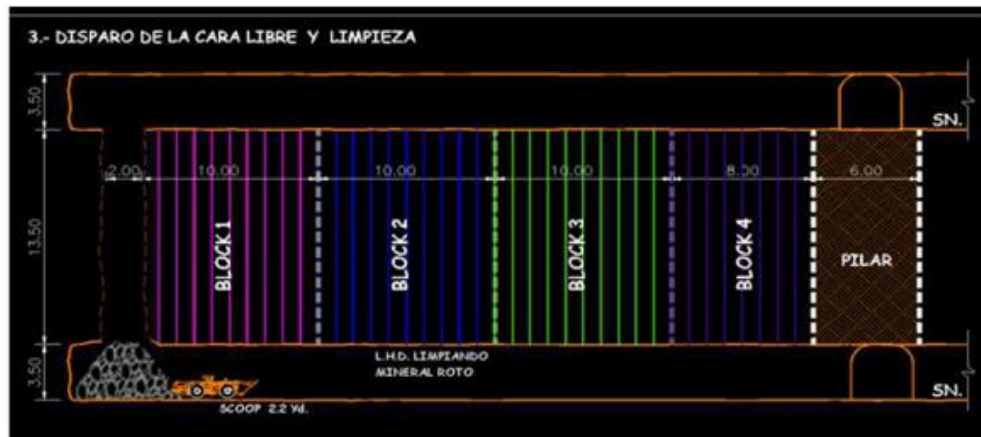 3.- DISPARO DE LA CARA LIBRE Y LIMPIEZA
3.50
SN.
2.00 10.00 10.00 10.00 8.00 6.00
13.50
BLOCK 1
BLOCK 2
BLOCK 3
BLOCK 4
PILAR
L.H.D. LIMPIANDO
MINERAL ROTO
3.50
SN.
SCOOP 2.2 Yd.